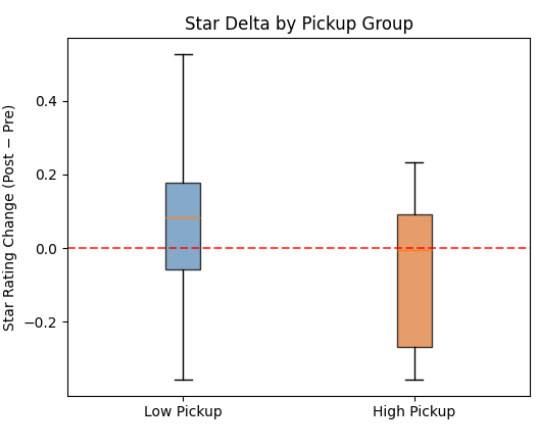 Star Delta by Pickup Group
Star Rating Change (Post − Pre)
0.4
0.2
0.0
−0.2
Low Pickup
High Pickup